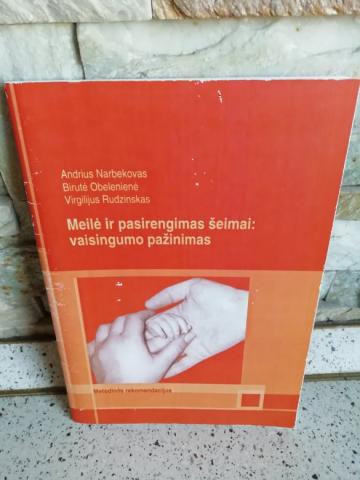 Andrius Narbekovas
Birutė Obelenienė
Virgilijus Rudzinskas
Meilė ir pasirengimas šeimai:
vaisingumo pažinimas
Metodinės rekomendacijos